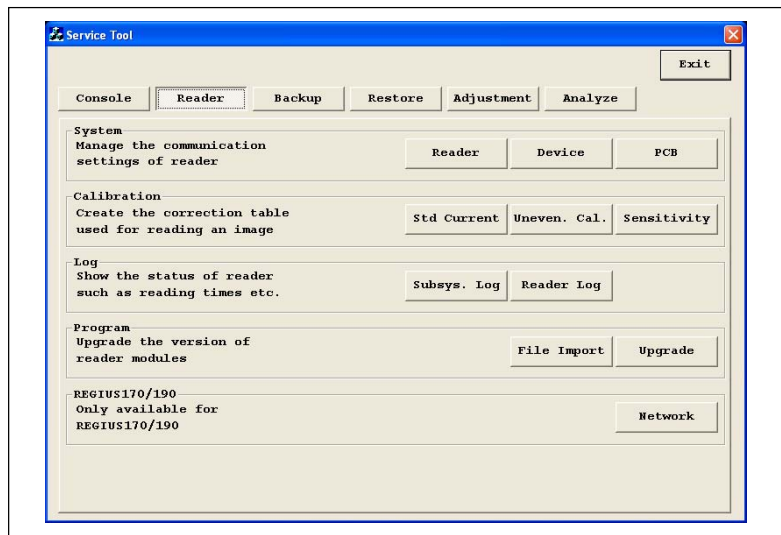 Service Tool
Exit
Console Reader Backup Restore Adjustment Analyze
System
Manage the communication
settings of reader
Reader Device PCB
Calibration
Create the correction table
used for reading an image
Std Current Uneven. Cal. Sensitivity
Log
Show the status of reader
such as reading times etc.
Subsys. Log Reader Log
Program
Upgrade the version of
reader modules
File Import Upgrade
REGIUS170/190
Only available for
REGIUS170/190
Network